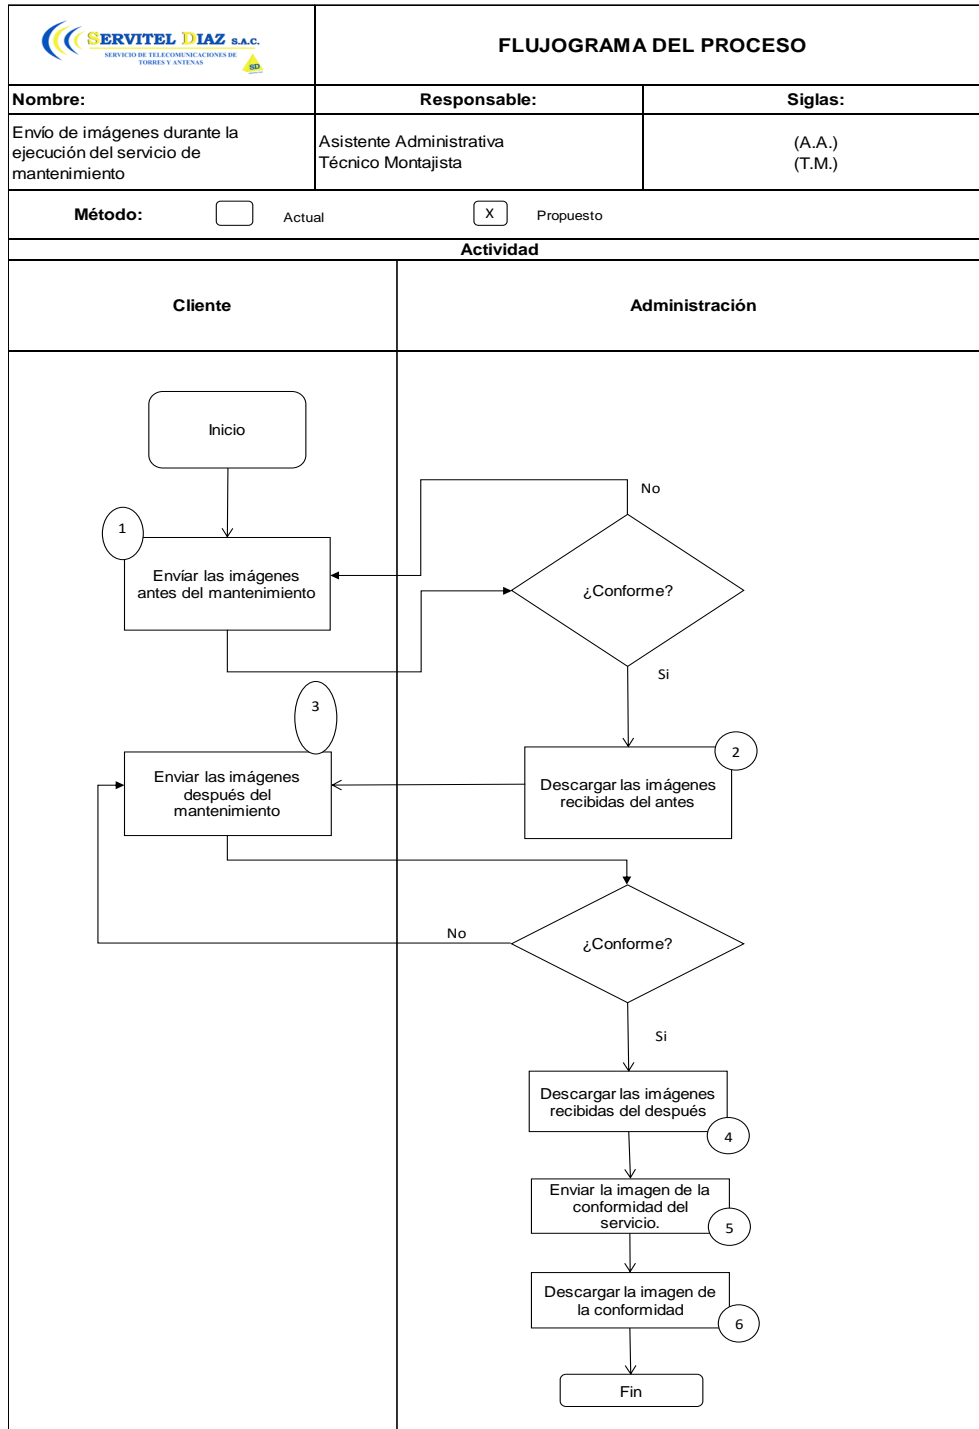 SERVITEL DIAZ S.A.C.
SERVICIO DE TELECOMUNICACIONES DE
TORRES Y ANTENAS
SD
FLUJOGRAMA DEL PROCESO
Nombre:
Responsable:
Siglas:
Envío de imágenes durante la
ejecución del servicio de
mantenimiento
Asistente Administrativa
Técnico Montajista
(A.A.)
(T.M.)
Método:
Actual
X
Propuesto
Actividad
Cliente
Administración
Inicio
No
1
Envíar las imágenes
antes del mantenimiento
¿Conforme?
Si
3
2
Enviar las imágenes
después del
mantenimiento
Descargar las imágenes
recibidas del antes
No
¿Conforme?
Si
Descargar las imágenes
recibidas del después
4
Enviar la imagen de la
conformidad del
servicio.
5
Descargar la imagen de
la conformidad
6
Fin